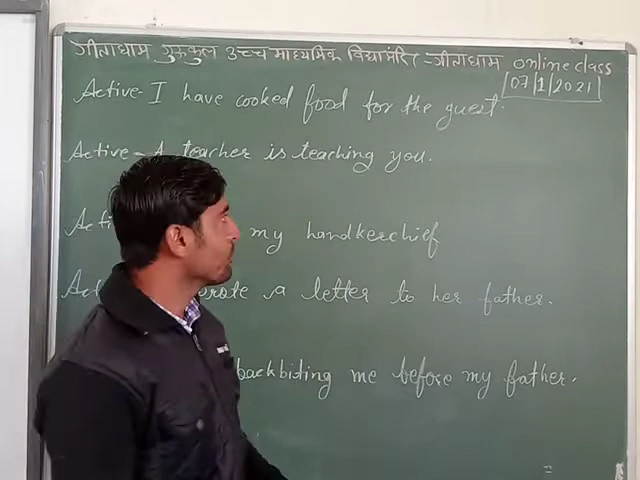 गीताधाम गुरुकुल उच्च माध्यमिक विद्यामंदिर - गीताधाम online class
07/1/2021
Active - I have cooked food for the guest.
Active - A teacher is teaching you.
my handkerchief
wrote a letter to her father.
backbiting me before my father.